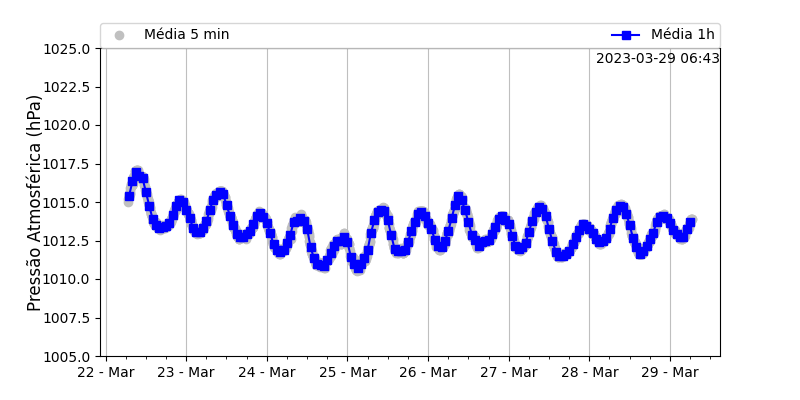 Média 5 min
Média 1h
2023-03-29 06:43
Pressão Atmosférica (hPa)
1025.0
1022.5
1020.0
1017.5
1015.0
1012.5
1010.0
1007.5
1005.0
22 - Mar
23 - Mar
24 - Mar
25 - Mar
26 - Mar
27 - Mar
28 - Mar
29 - Mar